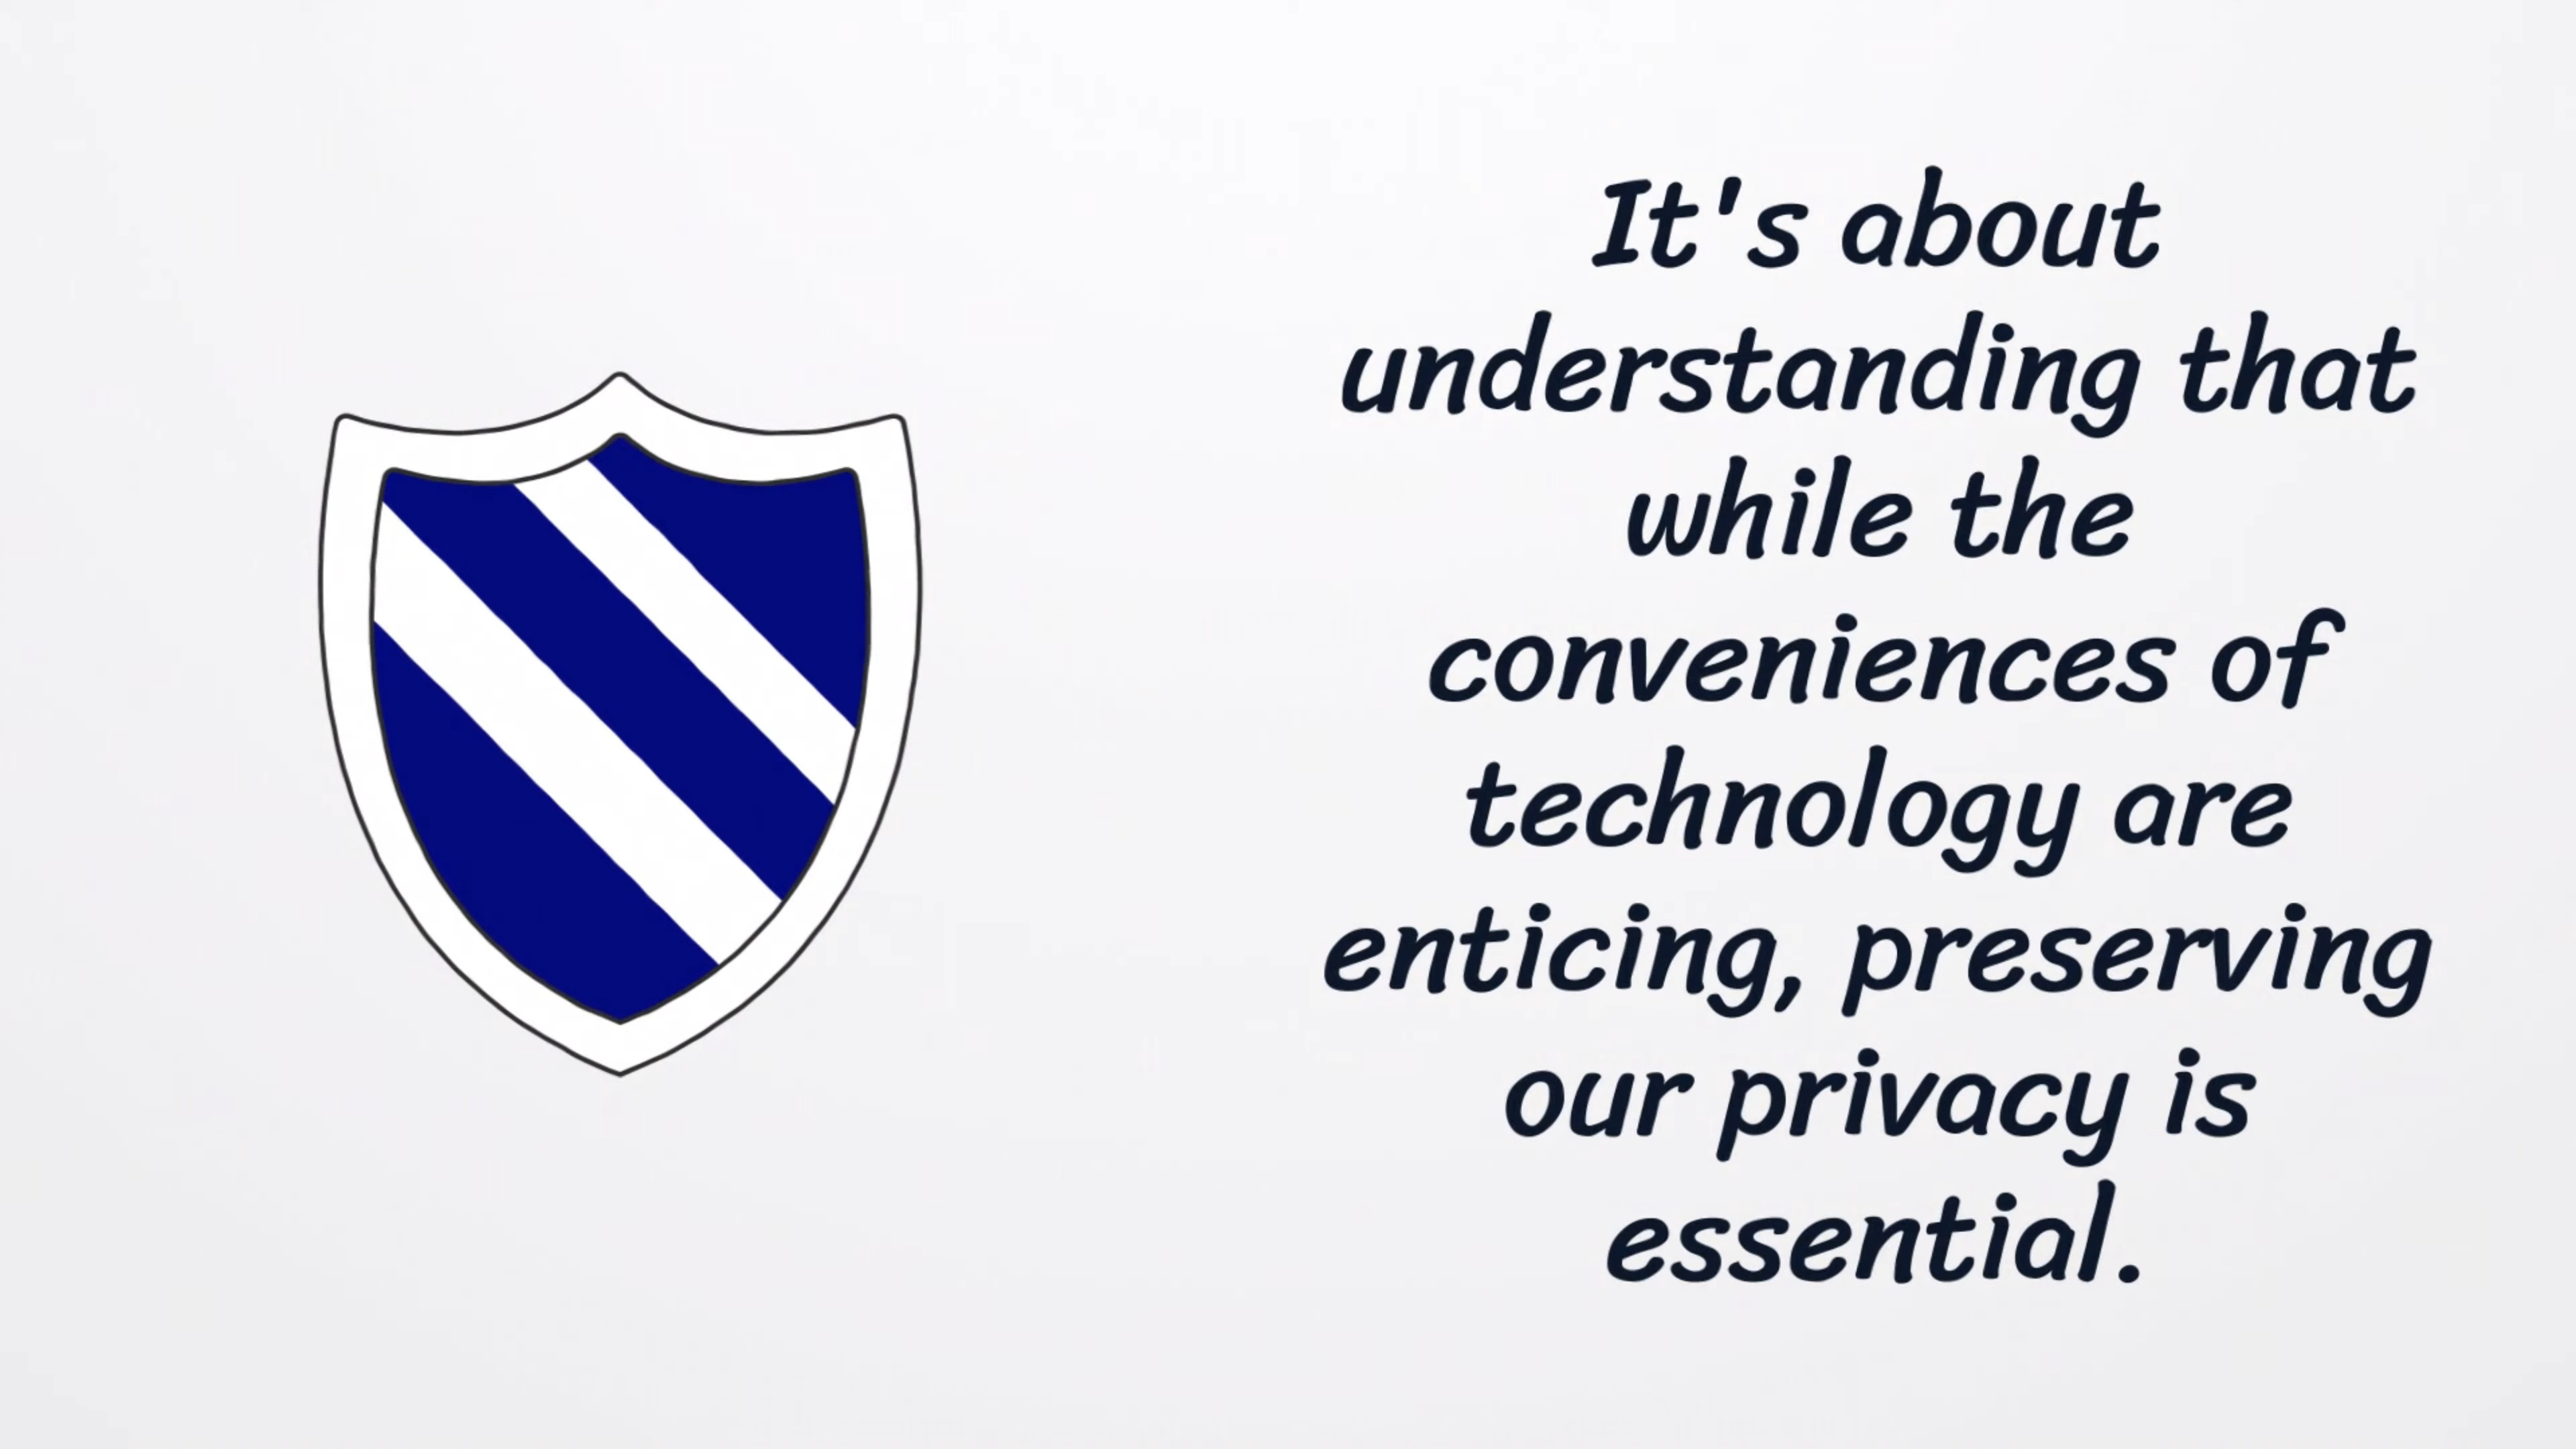 It's about
understanding that
while the
conveniences of
technology are
enticing, preserving
our privacy is
essential.